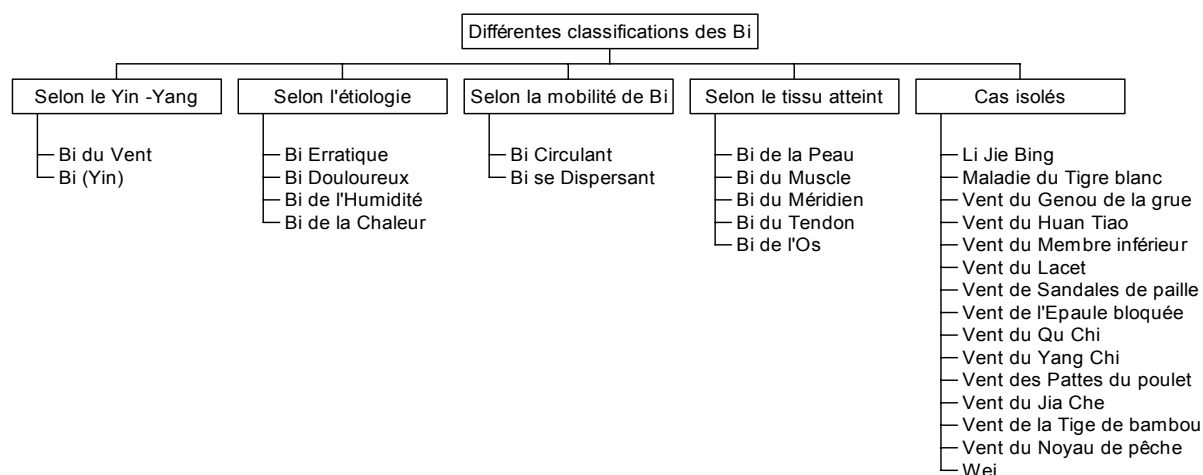 Différentes classifications des Bi
Selon le Yin -Yang
Bi du Vent
Bi (Yin)
Selon l'étiologie
Bi Erratique
Bi Douloureux
Bi de l'Humidité
Bi de la Chaleur
Selon la mobilité de Bi
Bi Circulant
Bi se Dispersant
Selon le tissu atteint
Bi de la Peau
Bi du Muscle
Bi du Méridien
Bi du Tendon
Bi de l'Os
Cas isolés
Li Jie Bing
Maladie du Tigre blanc
Vent du Genou de la grue
Vent du Huan Tiao
Vent du Membre inférieur
Vent du Lacet
Vent de Sandales de paille
Vent de l'Epaule bloquée
Vent du Qu Chi
Vent du Yang Chi
Vent des Pattes du poulet
Vent du Jia Che
Vent de la Tige de bambou
Vent du Noyau de pêche
Wei